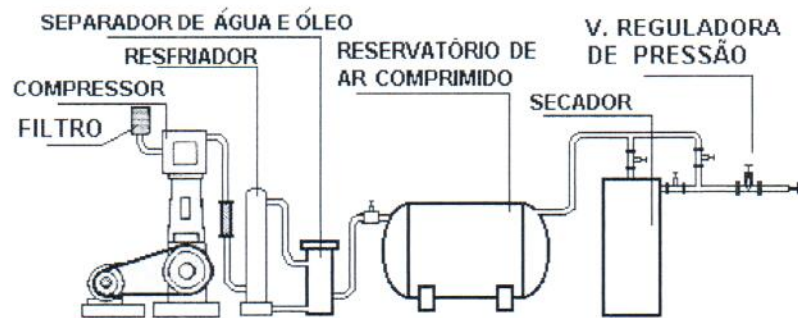 SEPARADOR DE ÁGUA E ÓLEO
RESFRIADOR
COMPRESSOR
FILTRO
RESERVATÓRIO DE
AR COMPRIMIDO
V. REGULADORA
DE PRESSÃO
SECADOR